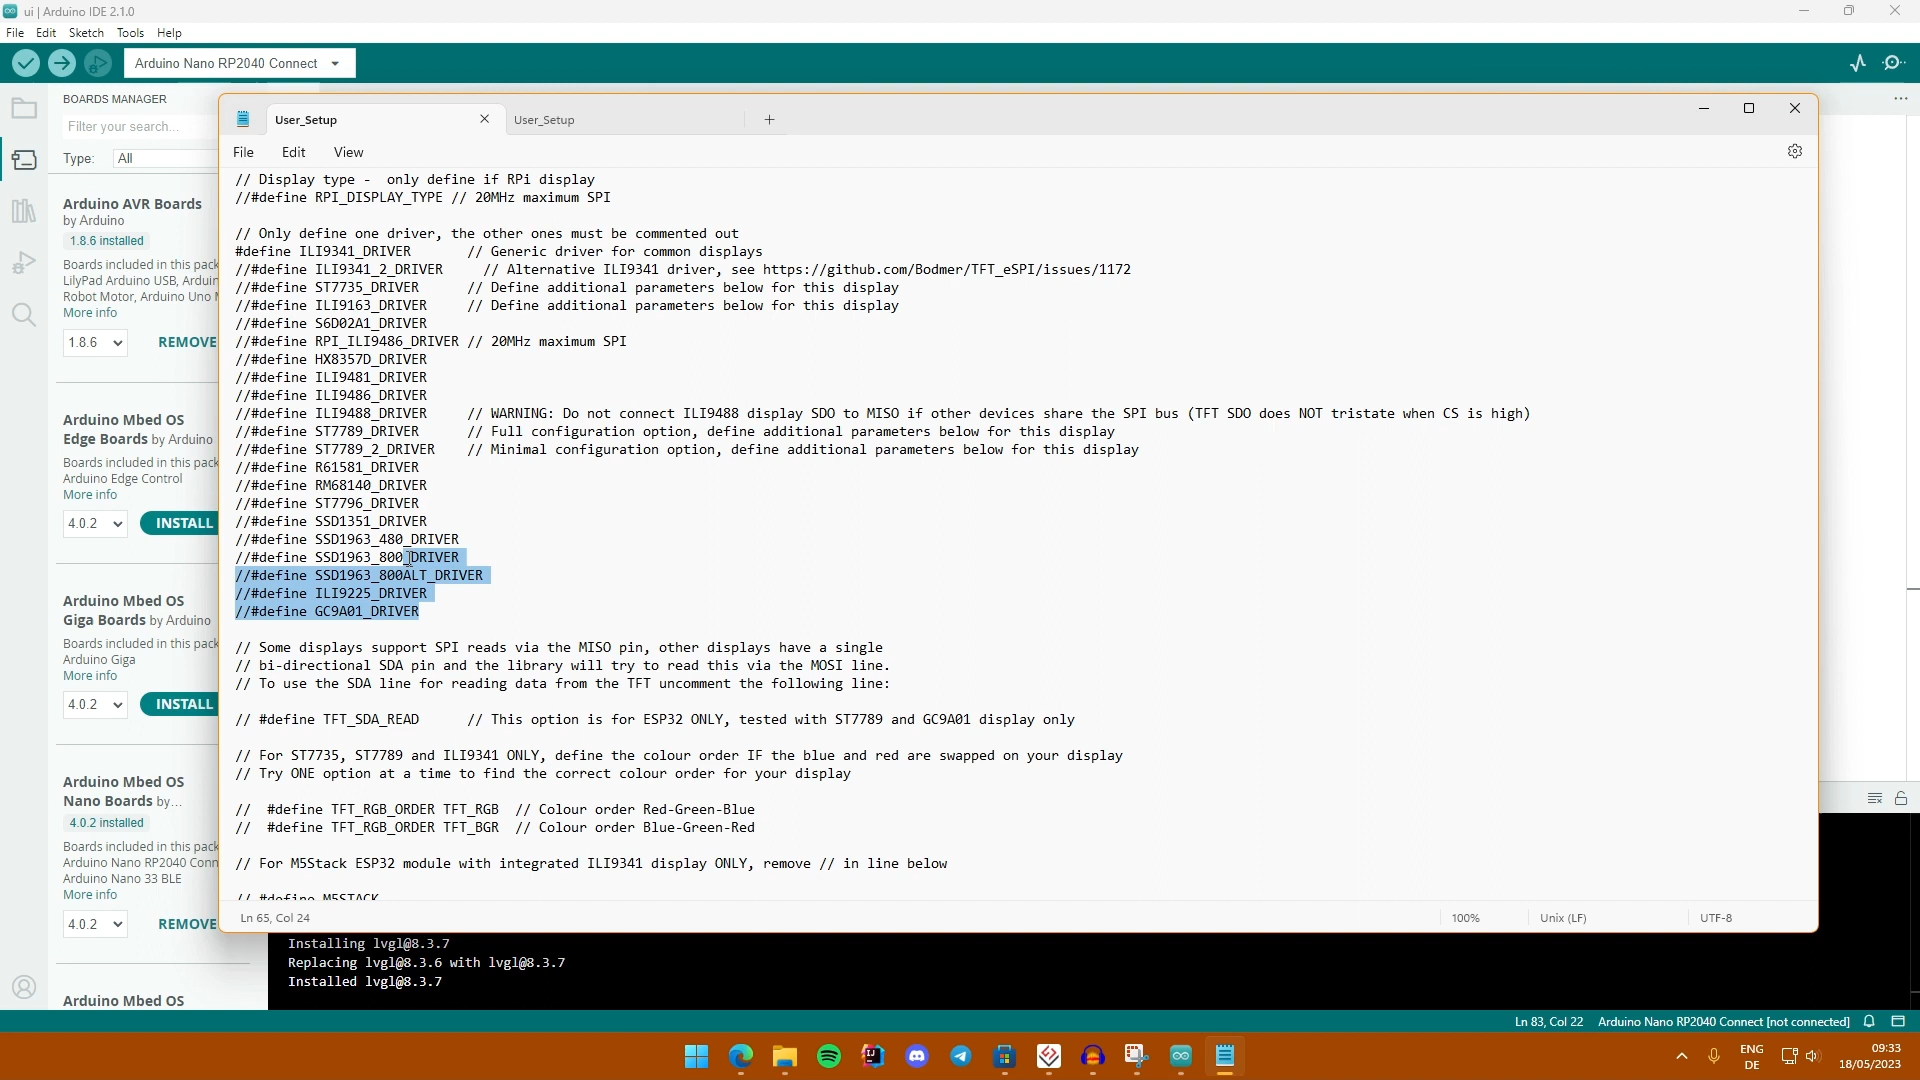 ui | Arduino IDE 2.1.0
File Edit Sketch Tools Help
Arduino Nano RP2040 Connect
BOARDS MANAGER
Filter your search...
Type: All
Arduino AVR Boards
by Arduino
1.8.6 installed
Boards included in this pack
LilyPad Arduino USB, Arduin
Robot Motor, Arduino Uno
More info
1.8.6 REMOVE
Arduino Mbed OS
Edge Boards by Arduino
Boards included in this pack
Arduino Edge Control
More info
4.0.2 INSTALL
Arduino Mbed OS
Giga Boards by Arduino
Boards included in this pack
Arduino Giga
More info
4.0.2 INSTALL
Arduino Mbed OS
Nano Boards by...
4.0.2 installed
Boards included in this pack
Arduino Nano RP2040 Conn
Arduino Nano 33 BLE
More info
4.0.2 REMOVE
Arduino Mbed OS
User_Setup User_Setup
File Edit View
// Display type -  only define if RPi display
//#define RPI_DISPLAY_TYPE // 20MHz maximum SPI
// Only define one driver, the other ones must be commented out
#define ILI9341_DRIVER       // Generic driver for common displays
//#define ILI9341_2_DRIVER     // Alternative ILI9341 driver, see https://github.com/Bodmer/TFT_eSPI/issues/1172
//#define ST7735_DRIVER      // Define additional parameters below for this display
//#define ILI9163_DRIVER     // Define additional parameters below for this display
//#define S6D02A1_DRIVER
//#define RPI_ILI9486_DRIVER // 20MHz maximum SPI
//#define HX8357D_DRIVER
//#define ILI9481_DRIVER
//#define ILI9486_DRIVER
//#define ILI9488_DRIVER     // WARNING: Do not connect ILI9488 display SDO to MISO if other devices share the SPI bus (TFT SDO does NOT tristate when CS is high)
//#define ST7789_DRIVER      // Full configuration option, define additional parameters below for this display
//#define ST7789_2_DRIVER    // Minimal configuration option, define additional parameters below for this display
//#define R61581_DRIVER
//#define RM68140_DRIVER
//#define ST7796_DRIVER
//#define SSD1351_DRIVER
//#define SSD1963_480_DRIVER
//#define SSD1963_800_DRIVER
//#define SSD1963_800ALT_DRIVER
//#define ILI9225_DRIVER
//#define GC9A01_DRIVER
// Some displays support SPI reads via the MISO pin, other displays have a single
// bi-directional SDA pin and the library will try to read this via the MOSI line.
// To use the SDA line for reading data from the TFT uncomment the following line:
// #define TFT_SDA_READ      // This option is for ESP32 ONLY, tested with ST7789 and GC9A01 display only
// For ST7735, ST7789 and ILI9341 ONLY, define the colour order IF the blue and red are swapped on your display
// Try ONE option at a time to find the correct colour order for your display
//  #define TFT_RGB_ORDER TFT_RGB  // Colour order Red-Green-Blue
//  #define TFT_RGB_ORDER TFT_BGR  // Colour order Blue-Green-Red
// For M5Stack ESP32 module with integrated ILI9341 display ONLY, remove // in line below
// #define M5STACK
Ln 65, Col 24 100% Unix (LF) UTF-8
Installing lvgl@8.3.7
Replacing lvgl@8.3.6 with lvgl@8.3.7
Installed lvgl@8.3.7
Ln 83, Col 22 Arduino Nano RP2040 Connect [not connected]
ENG
DE
09:33
18/05/2023